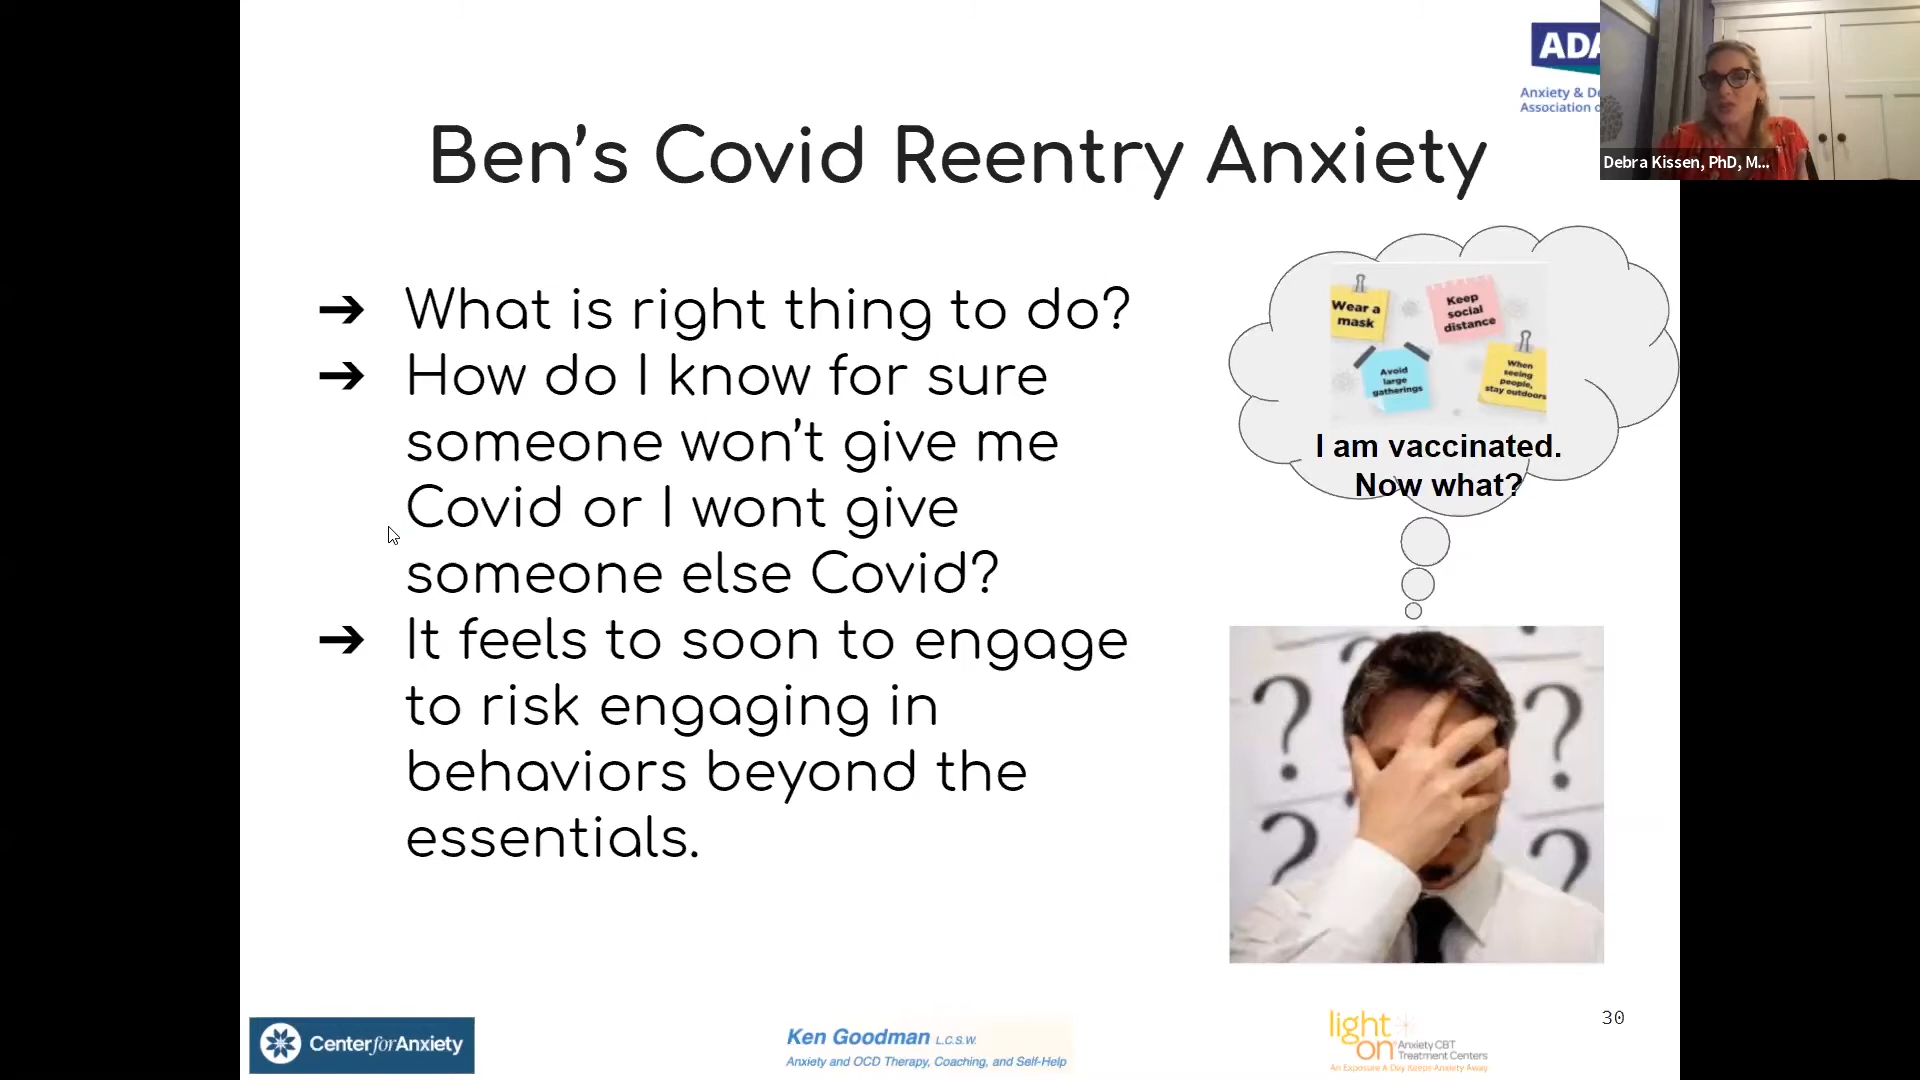 ADA
Anxiety & De
Association o
Debra Kissen, PhD, M...
Ben's Covid Reentry Anxiety
➔ What is right thing to do?
➔ How do I know for sure
someone won't give me
Covid or I wont give
someone else Covid?
➔ It feels to soon to engage
to risk engaging in
behaviors beyond the
essentials.
Wear a
mask
Keep
social
distance
Avoid
large
gatherings
When
seeing
people,
stay outdoors
I am vaccinated.
Now what?
? ?
? ?
CenterforAnxiety
Ken Goodman L.C.S.W.
Anxiety and OCD Therapy, Coaching, and Self-Help
light
on Anxiety CBT
Treatment Centers
An Exposure A Day Keeps Anxiety Away
30